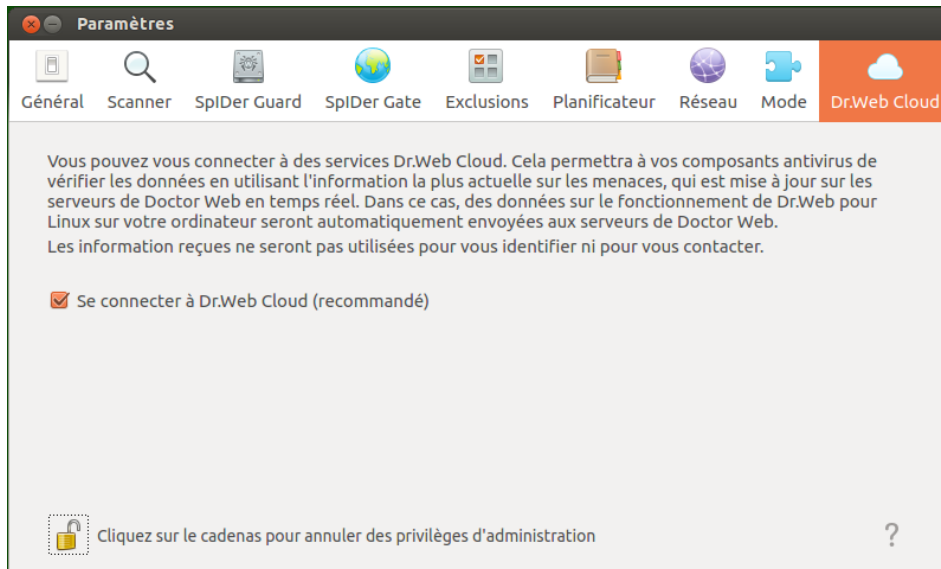 Paramètres
Général Scanner SpIDer Guard SpIDer Gate Exclusions Planificateur Réseau Mode Dr.Web Cloud
Vous pouvez vous connecter à des services Dr.Web Cloud. Cela permettra à vos composants antivirus de
vérifier les données en utilisant l'information la plus actuelle sur les menaces, qui est mise à jour sur les
serveurs de Doctor Web en temps réel. Dans ce cas, des données sur le fonctionnement de Dr.Web pour
Linux sur votre ordinateur seront automatiquement envoyées aux serveurs de Doctor Web.
Les information reçues ne seront pas utilisées pour vous identifier ni pour vous contacter.
Se connecter à Dr.Web Cloud (recommandé)
Cliquez sur le cadenas pour annuler des privilèges d'administration ?